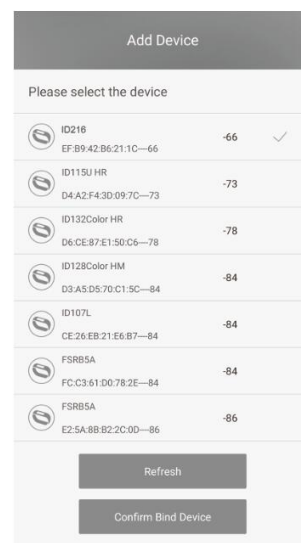 Add Device
Please select the device
ID216
-66
EF:B9:42:B6:21:1C---66
ID115U HR
-73
D4:A2:F4:3D:09:7C---73
ID132Color HR
-78
D6:CE:87:E1:50:C6---78
ID128Color HM
-84
D3:A5:D5:70:C1:5C---84
ID107L
-84
CE:26:EB:21:E6:B7---84
FSRB5A
-84
FC:C3:61:D0:78:2E---84
FSRB5A
-86
E2:5A:8B:B2:2C:0D---86
Refresh
Confirm Bind Device